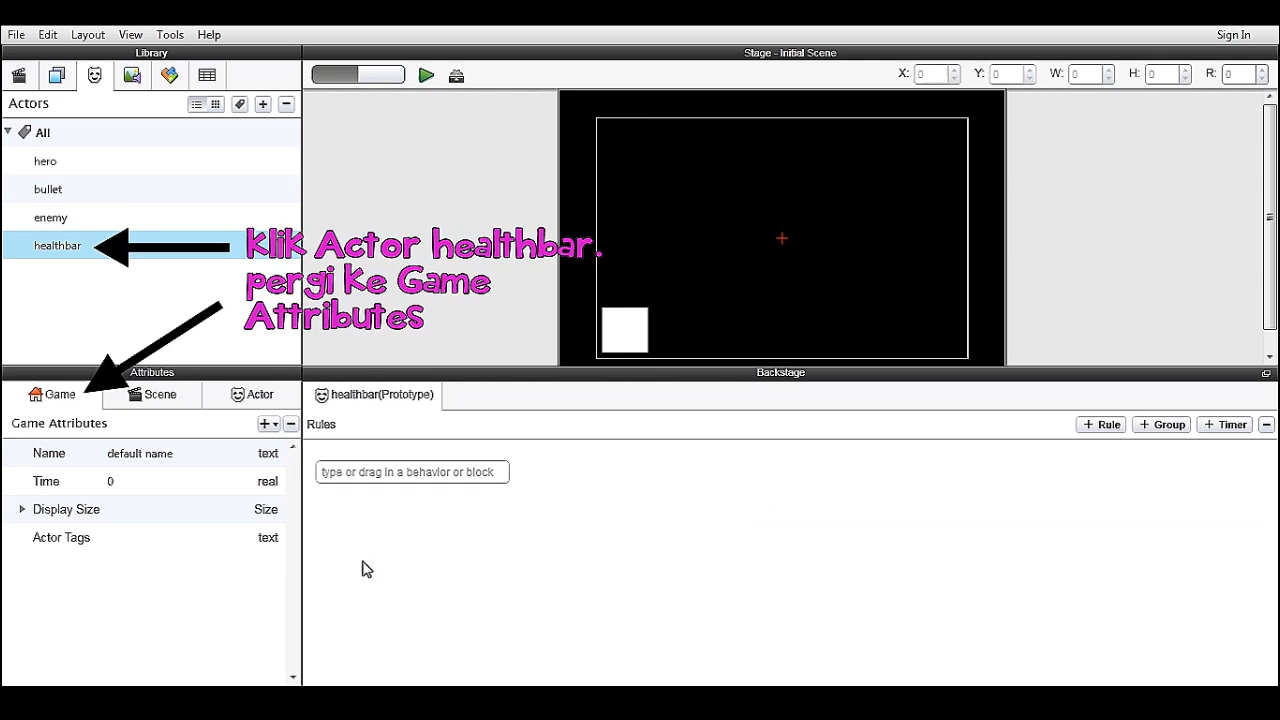 File Edit Layout View Tools Help Sign In
Library
Stage - Initial Scene
X: 0 Y: 0 W: 0 H: 0 R: 0
Actors
All
hero
bullet
enemy
healthbar
Klik Actor healthbar.
pergi Ke Game
Attributes
Attributes
Backstage
Game Scene Actor
healthbar(Prototype)
Game Attributes
Rules
+ Rule + Group + Timer
Name default name text
Time 0 real
Display Size Size
Actor Tags text
type or drag in a behavior or block